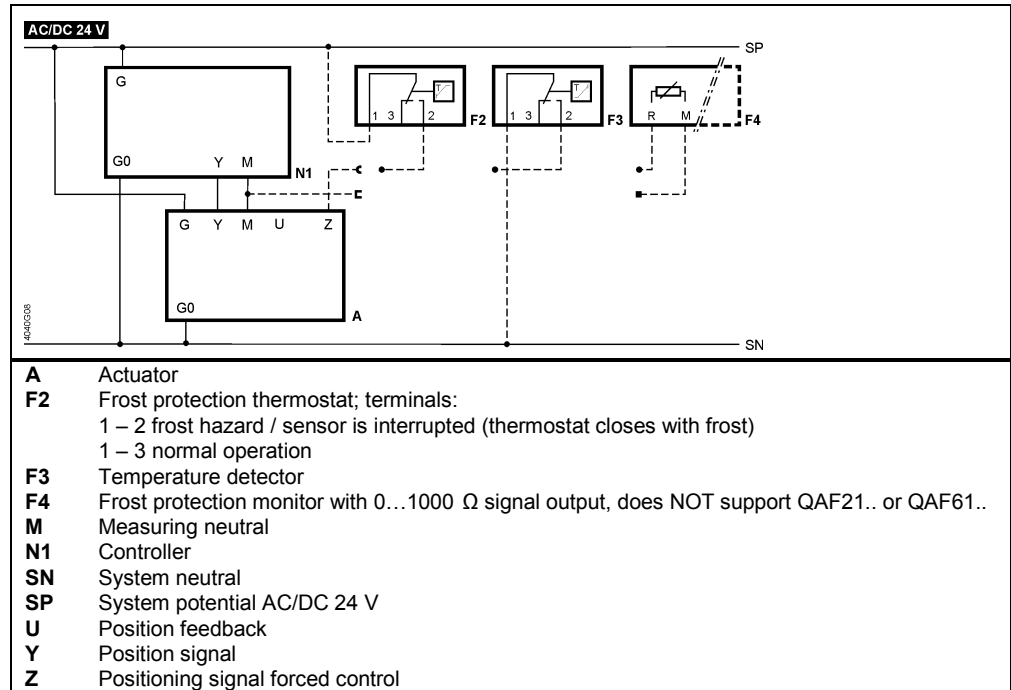 AC/DC 24 V
SP
G
T
T
1 3 2 F2
1 3 2 F3
R M F4
G0 Y M N1
G Y M U Z
G0 A
4040G08
SN
A Actuator
F2 Frost protection thermostat; terminals:
1 – 2 frost hazard / sensor is interrupted (thermostat closes with frost)
1 – 3 normal operation
F3 Temperature detector
F4 Frost protection monitor with 0…1000 Ω signal output, does NOT support QAF21.. or QAF61..
M Measuring neutral
N1 Controller
SN System neutral
SP System potential AC/DC 24 V
U Position feedback
Y Position signal
Z Positioning signal forced control